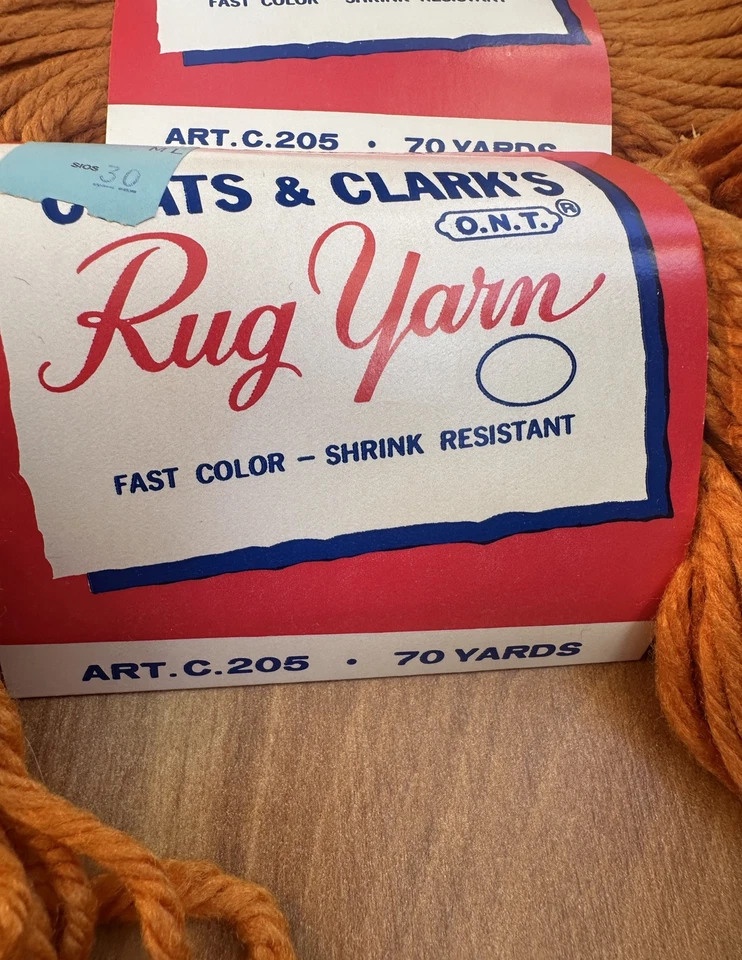 FAST COLOR – SHRINK RESISTANT
ART.C.205 • 70 YARDS
30
& CLARK'S
O.N.T.®
Rug Yarn
FAST COLOR – SHRINK RESISTANT
ART.C.205 • 70 YARDS